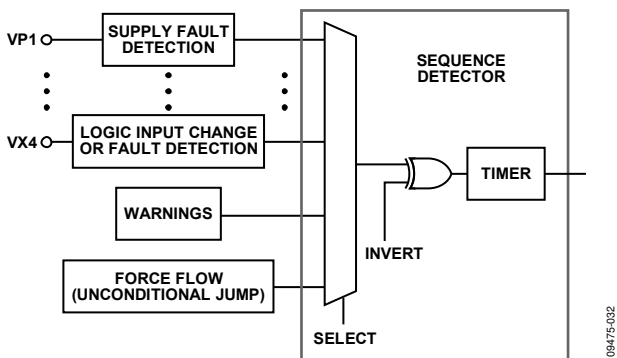 VP1
SUPPLY FAULT
DETECTION
SEQUENCE
DETECTOR
VX4
LOGIC INPUT CHANGE
OR FAULT DETECTION
TIMER
WARNINGS
INVERT
FORCE FLOW
(UNCONDITIONAL JUMP)
SELECT
09475-032